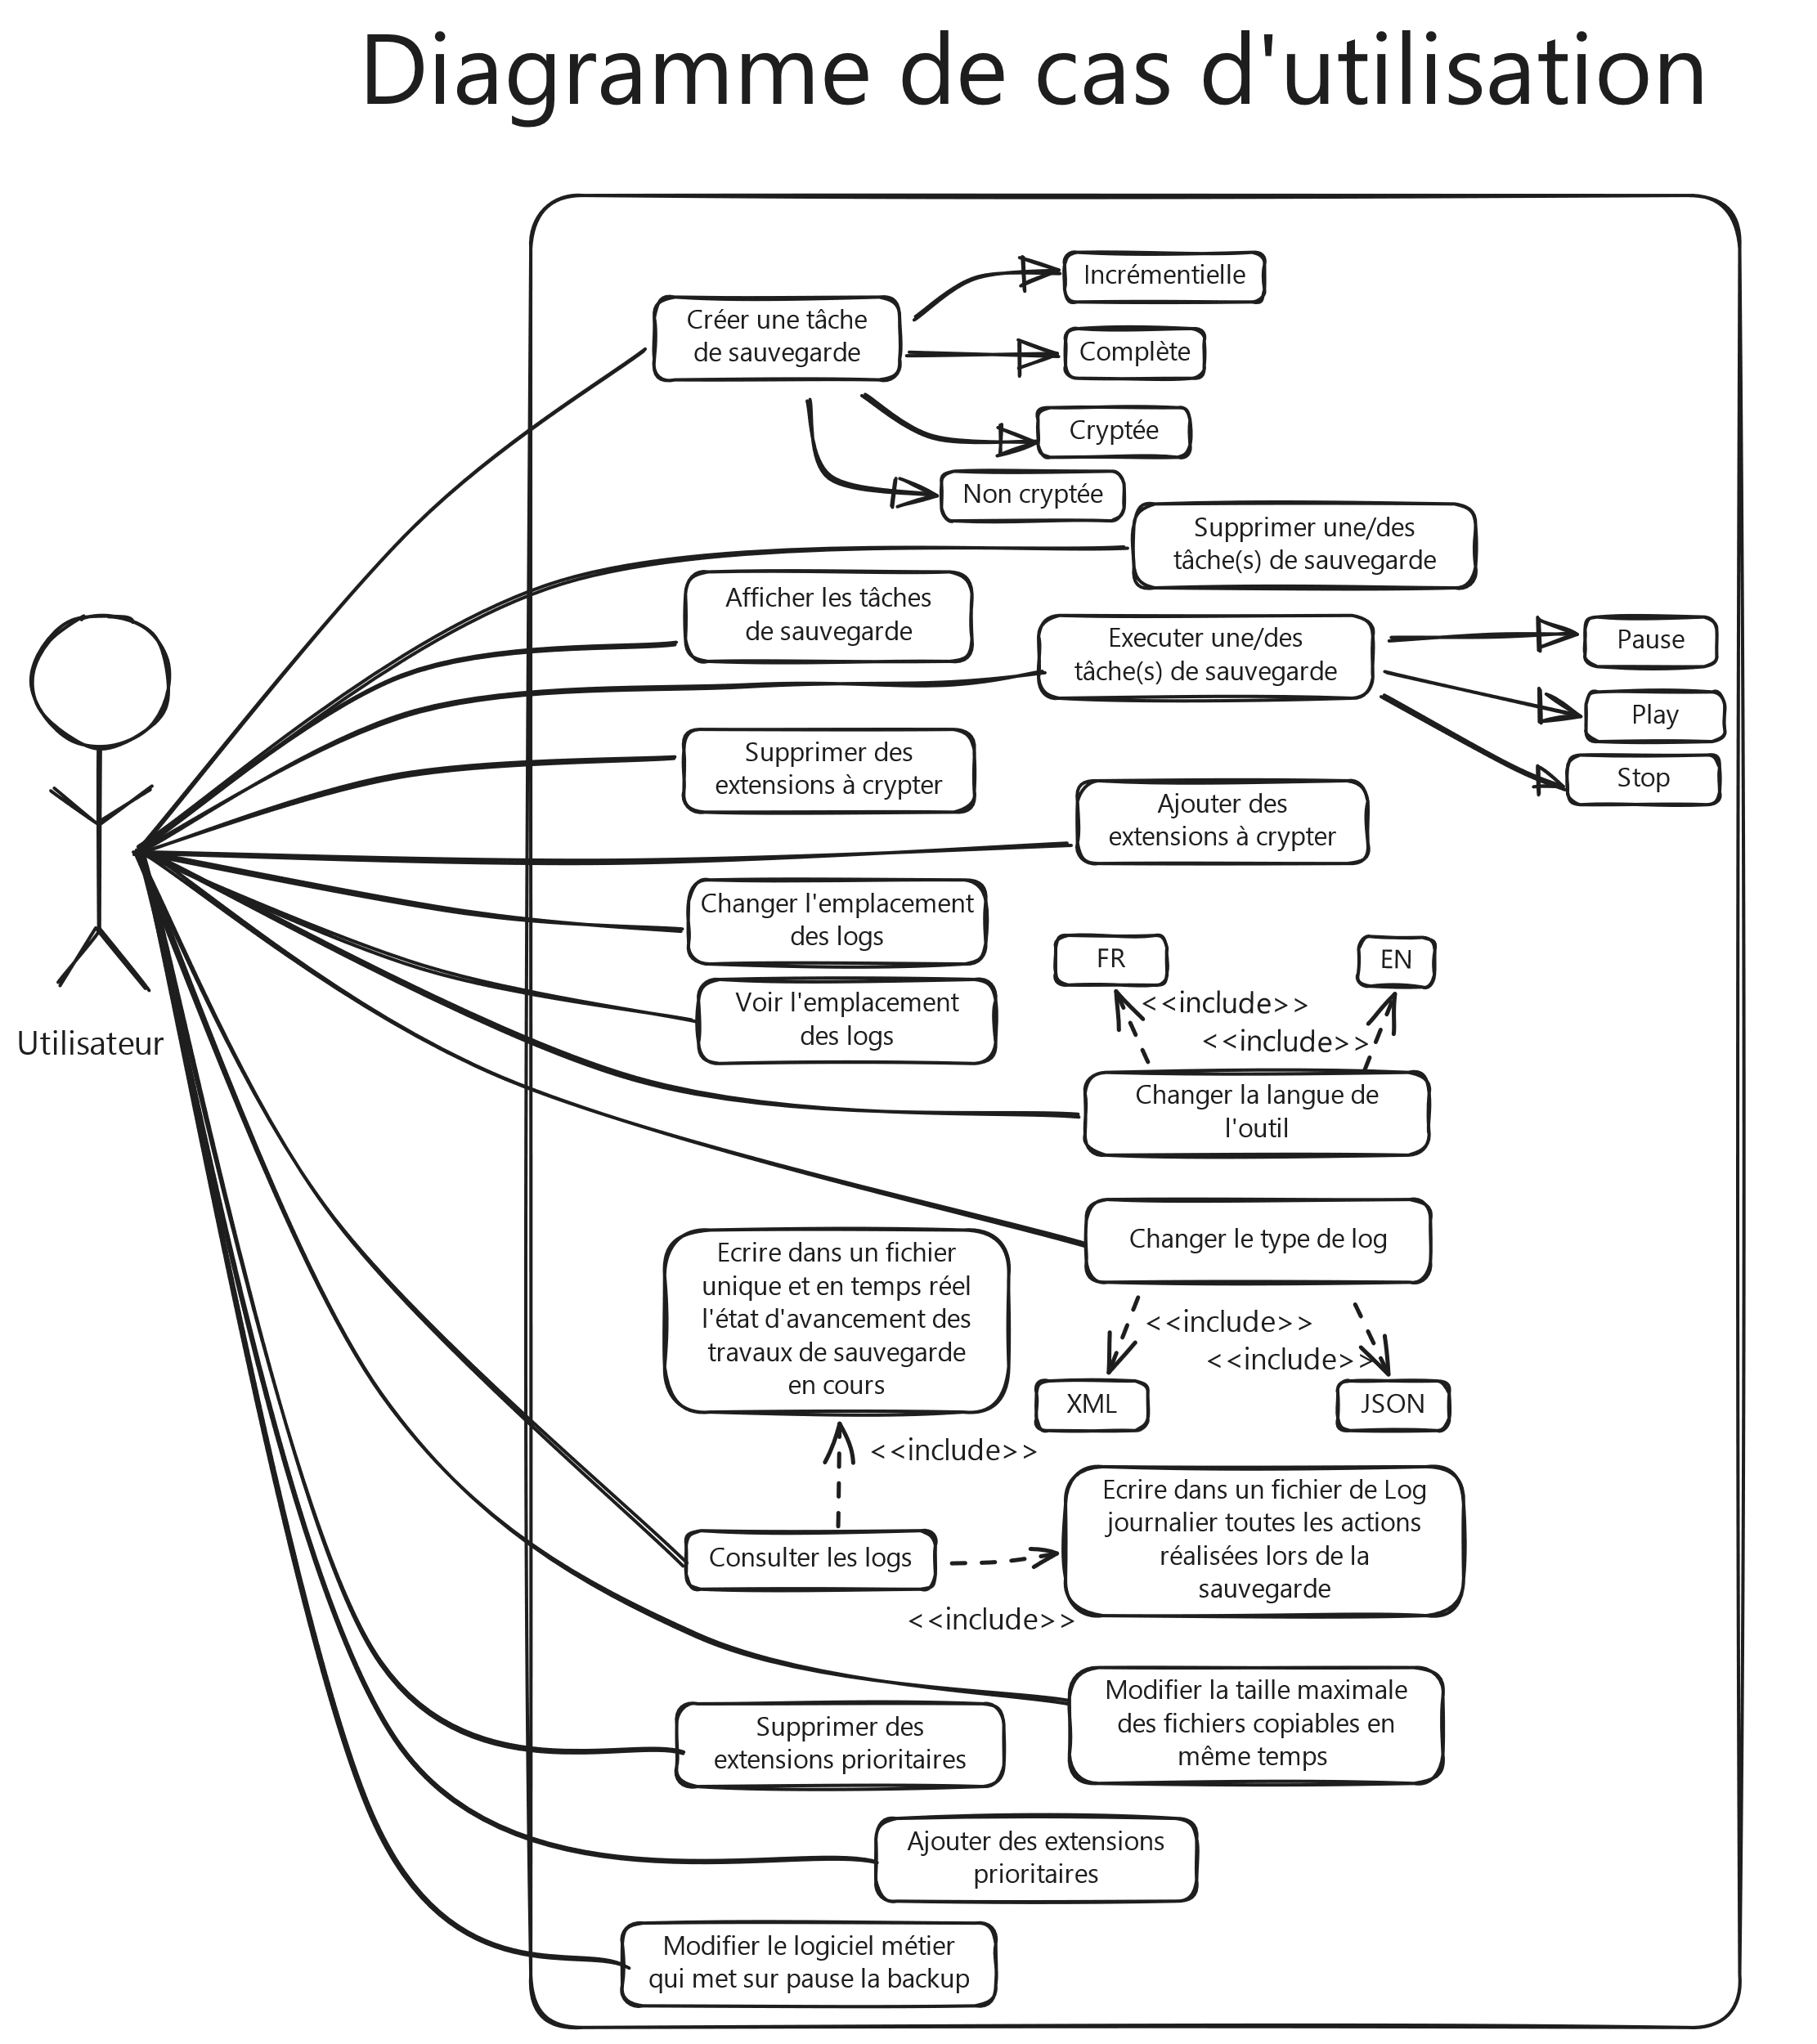 Diagramme de cas d'utilisation
Incrémentielle
Créer une tâche
de sauvegarde
Complète
Cryptée
Non cryptée
Supprimer une/des
tâche(s) de sauvegarde
Afficher les tâches
de sauvegarde
Executer une/des
tâche(s) de sauvegarde
Pause
Play
Stop
Supprimer des
extensions à crypter
Ajouter des
extensions à crypter
Changer l'emplacement
des logs
FR
EN
<<include>>
<<include>>
Voir l'emplacement
des logs
Utilisateur
Changer la langue de
l'outil
Changer le type de log
Ecrire dans un fichier
unique et en temps réel
l'état d'avancement des
travaux de sauvegarde
en cours
<<include>>
<<include>>
XML
JSON
<<include>>
Ecrire dans un fichier de Log
journalier toutes les actions
réalisées lors de la
sauvegarde
Consulter les logs
<<include>>
Modifier la taille maximale
des fichiers copiables en
même temps
Supprimer des
extensions prioritaires
Ajouter des extensions
prioritaires
Modifier le logiciel métier
qui met sur pause la backup